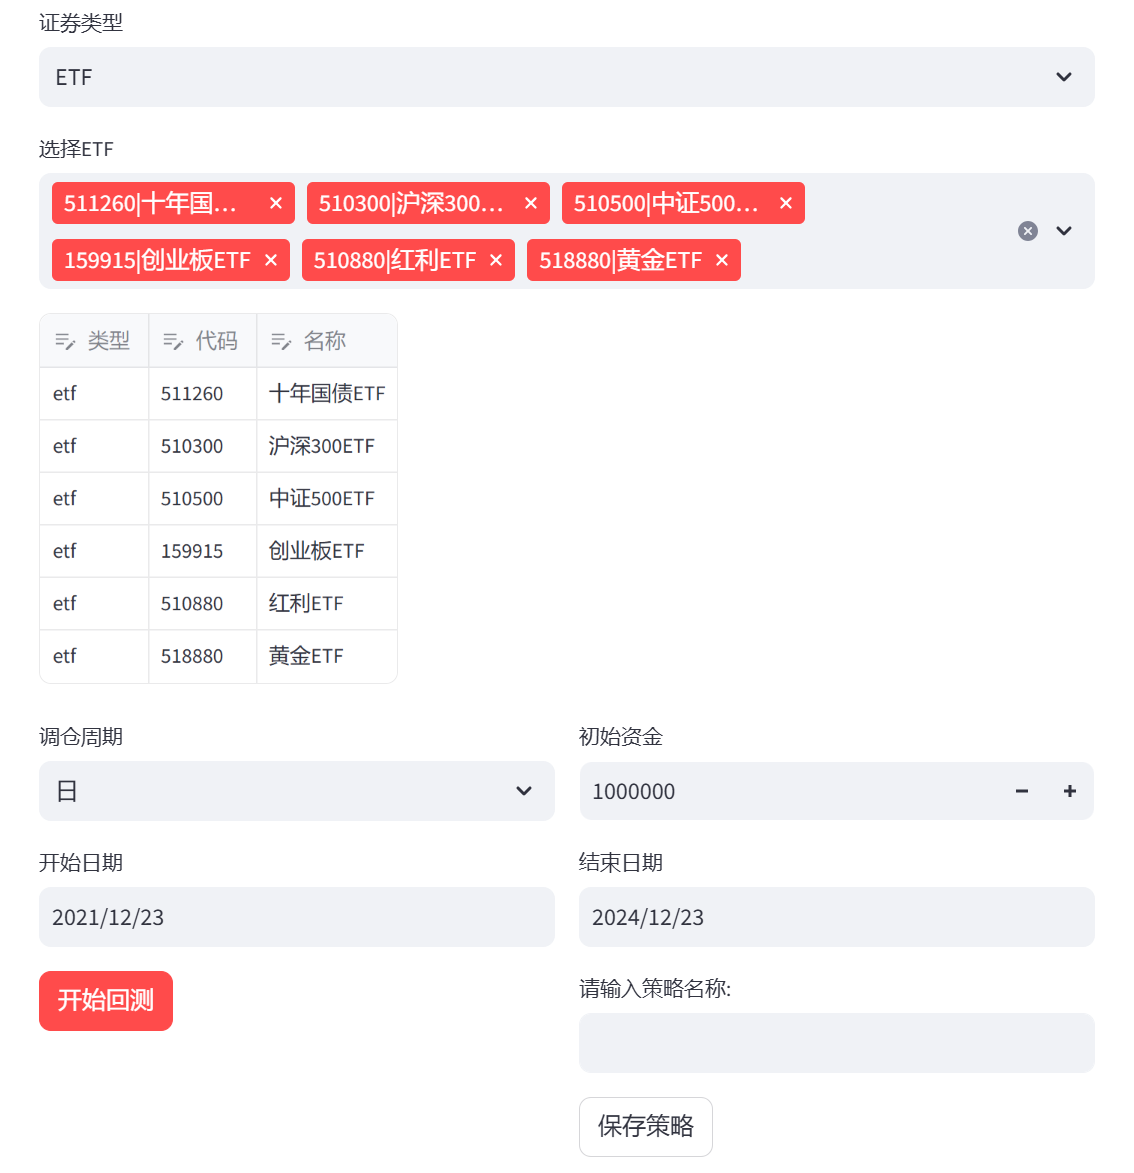 证券类型
ETF
选择ETF
511260|十年国... 510300|沪深300... 510500|中证500...
159915|创业板ETF 510880|红利ETF 518880|黄金ETF
类型 代码 名称
etf 511260 十年国债ETF
etf 510300 沪深300ETF
etf 510500 中证500ETF
etf 159915 创业板ETF
etf 510880 红利ETF
etf 518880 黄金ETF
调仓周期 初始资金
日 1000000
开始日期 结束日期
2021/12/23 2024/12/23
开始回测 请输入策略名称:
保存策略